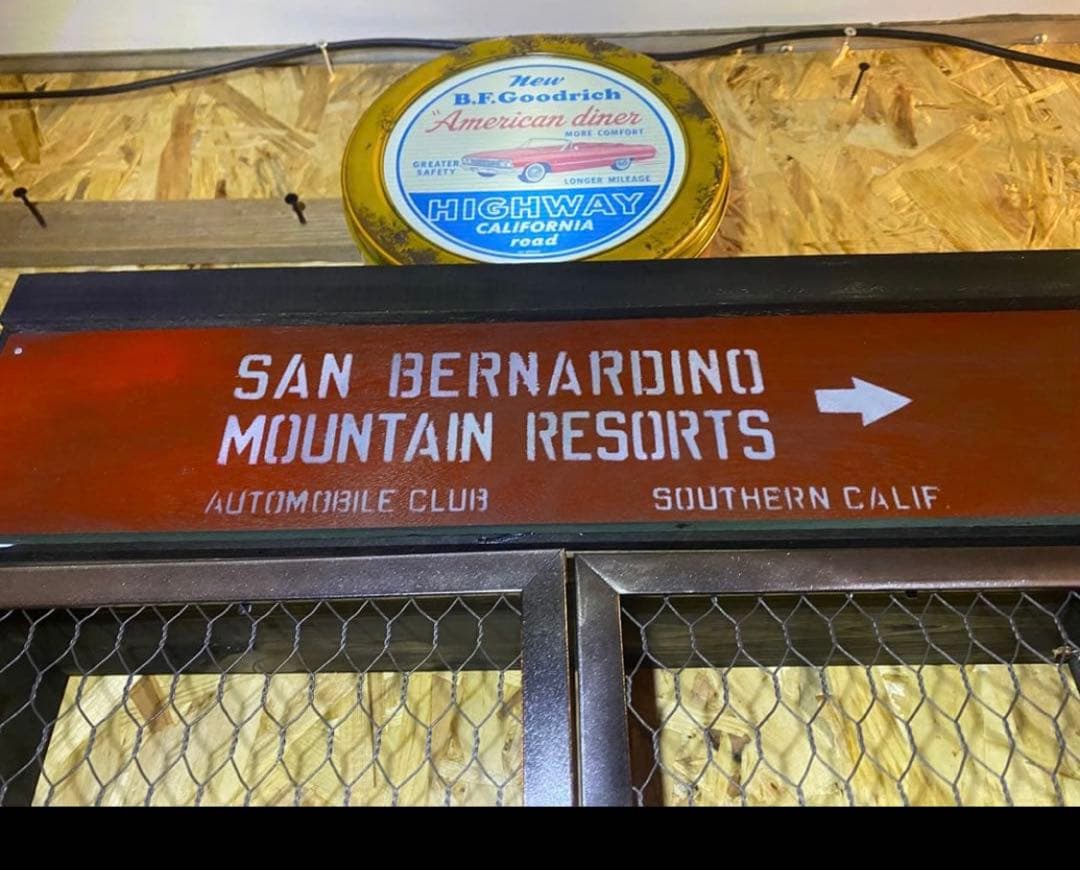 New
B.F.Goodrich
"American diner
MORE COMFORT
GREATER
SAFETY
LONGER MILEAGE
HIGHWAY
CALIFORNIA
road
SAN BERNARDINO
MOUNTAIN RESORTS
AUTOMOBILE CLUB SOUTHERN CALIF.